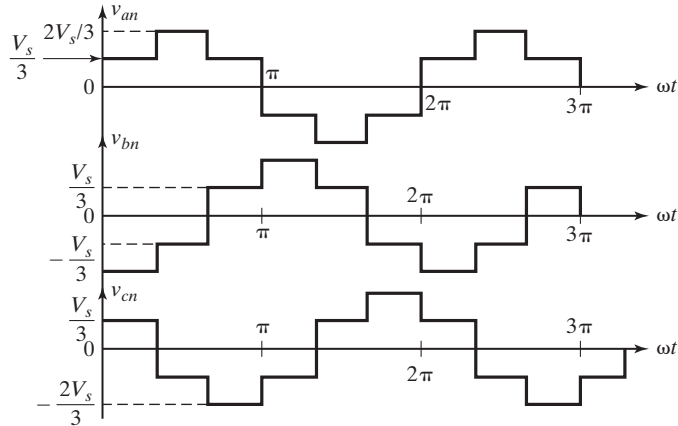 v_an
2V_s/3
V_s/3
0
π
2π
3π
ωt
v_bn
V_s/3
0
π
2π
3π
ωt
-V_s/3
v_cn
V_s/3
0
π
2π
3π
ωt
-2V_s/3